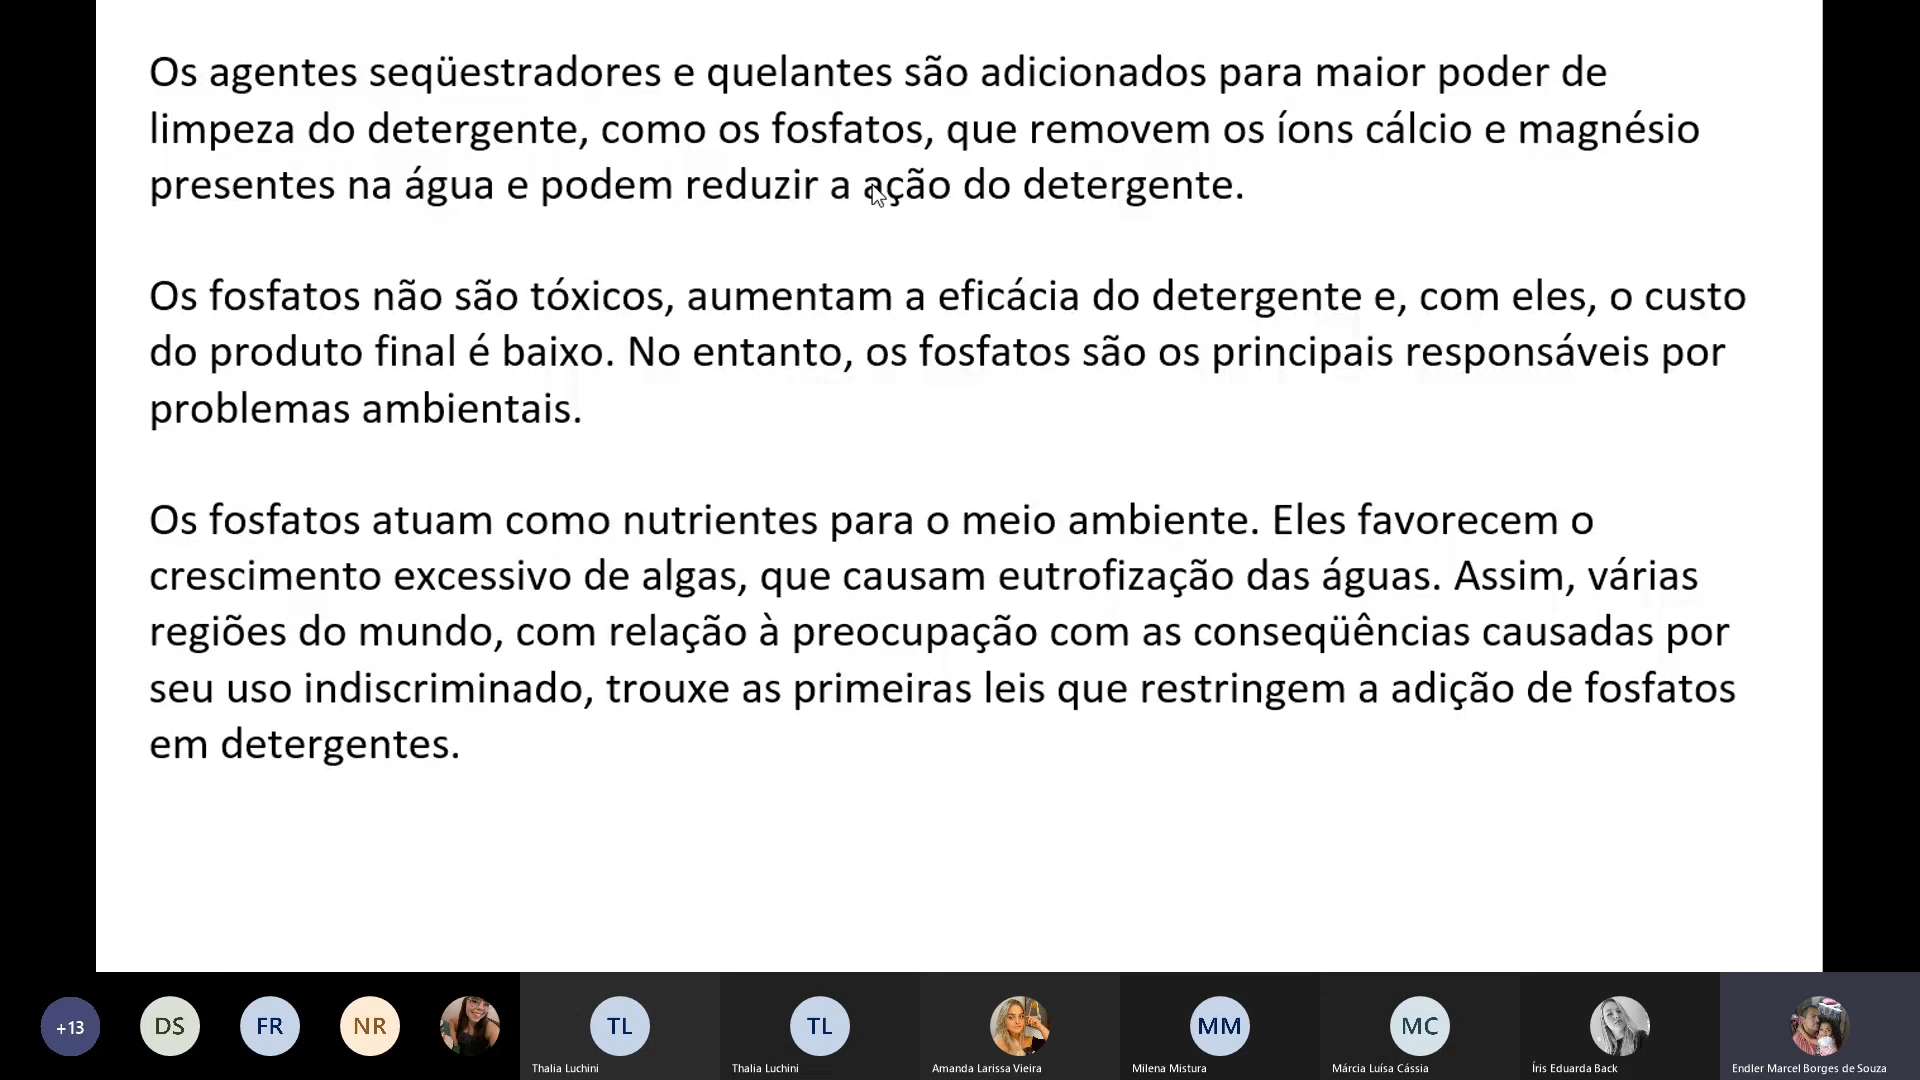 Os agentes seqüestradores e quelantes são adicionados para maior poder de
limpeza do detergente, como os fosfatos, que removem os íons cálcio e magnésio
presentes na água e podem reduzir a ação do detergente.
Os fosfatos não são tóxicos, aumentam a eficácia do detergente e, com eles, o custo
do produto final é baixo. No entanto, os fosfatos são os principais responsáveis por
problemas ambientais.
Os fosfatos atuam como nutrientes para o meio ambiente. Eles favorecem o
crescimento excessivo de algas, que causam eutrofização das águas. Assim, várias
regiões do mundo, com relação à preocupação com as conseqüências causadas por
seu uso indiscriminado, trouxe as primeiras leis que restringem a adição de fosfatos
em detergentes.
+13 DS FR NR TL TL MM MC
Thalia Luchini Thalia Luchini Amanda Larissa Vieira Milena Mistura Márcia Luísa Cássia Íris Eduarda Back Endler Marcel Borges de Souza